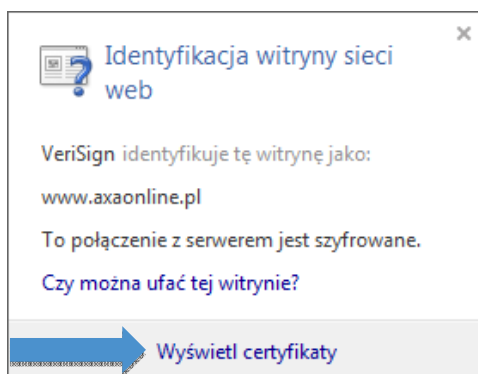 Identyfikacja witryny sieci
web
VeriSign identyfikuje tę witrynę jako:
www.axaonline.pl
To połączenie z serwerem jest szyfrowane.
Czy można ufać tej witrynie?
Wyświetl certyfikaty